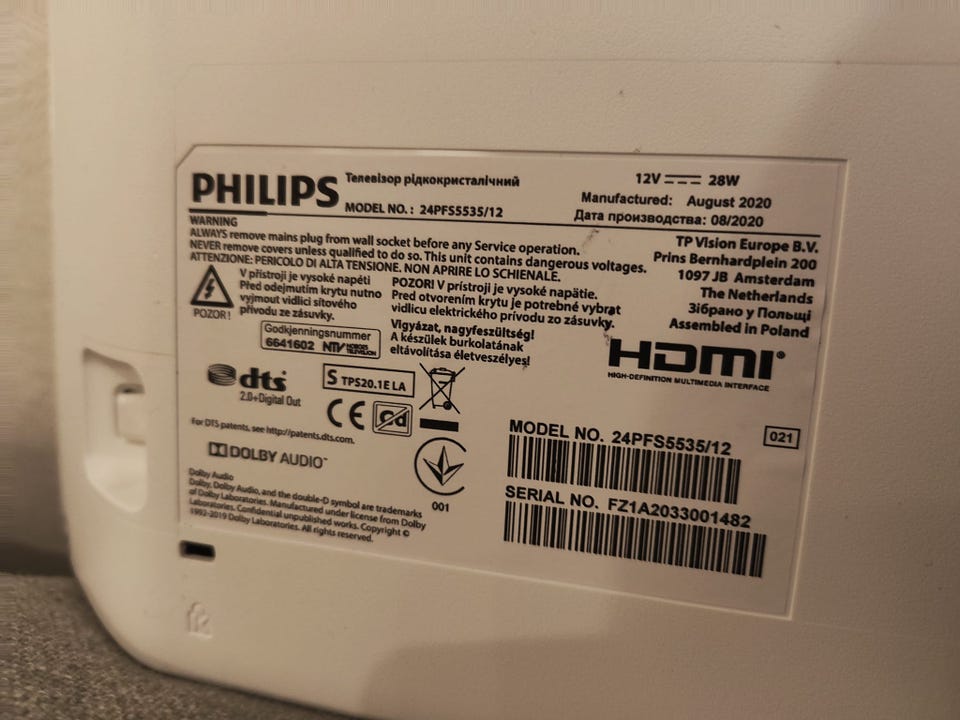 PHILIPS
Телевізор рідкокристалічний
MODEL NO. : 24PFS5535/12
12V 28W
Manufactured: August 2020
Дата производства: 08/2020
WARNING
ALWAYS remove mains plug from wall socket before any Service operation.
NEVER remove covers unless qualified to do so. This unit contains dangerous voltages.
ATTENZIONE: PERICOLO DI ALTA TENSIONE. NON APRIRE LO SCHIENALE.
TP Vision Europe B.V.
Prins Bernhardplein 200
1097 JB Amsterdam
The Netherlands
Зібрано у Польщі
Assembled in Poland
POZOR!
V přístroji je vysoké napětí
Před odejmutím krytu nutno
vyjmout vidlici síťového
přívodu ze zásuvky.
POZOR! V prístroji je vysoké napätie.
Pred otvorením krytu je potrebné vybrat
vidlicu elektrického prívodu zo zásuvky.
Vigyázat, nagyfeszültség!
A készülek burkolatának
eltávolítása életveszélyes!
Godkjenningsnummer
6641602 NTV NORGES TELEVISJON
HDMI®
HIGH-DEFINITION MULTIMEDIA INTERFACE
dts
2.0+Digital Out
S TPS20.1E LA
CE
Cd
For DTS patents, see http://patents.dts.com.
DOLBY AUDIO™
Dolby Audio
Dolby, Dolby Audio, and the double-D symbol are trademarks
of Dolby Laboratories. Manufactured under license from Dolby
Laboratories. Confidential unpublished works. Copyright ©
1992-2019 Dolby Laboratories. All rights reserved.
001
MODEL NO. 24PFS5535/12
021
SERIAL NO. FZ1A2033001482